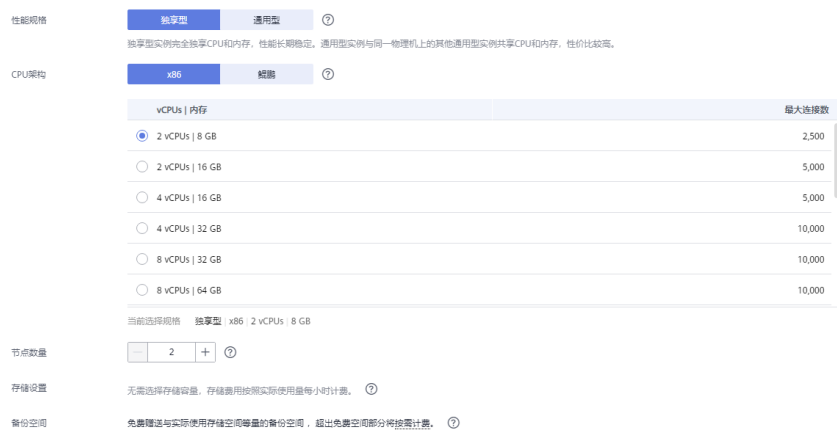 性能规格 独享型 通用型
独享型实例完全独享CPU和内存，性能长期稳定。通用型实例与同一物理机上的其他通用型实例共享CPU和内存，性价比较高。
CPU架构 x86 鲲鹏
vCPUs | 内存 最大连接数
2 vCPUs | 8 GB 2,500
2 vCPUs | 16 GB 5,000
4 vCPUs | 16 GB 5,000
4 vCPUs | 32 GB 10,000
8 vCPUs | 32 GB 10,000
8 vCPUs | 64 GB 10,000
当前选择规格 独享型 | x86 | 2 vCPUs | 8 GB
节点数量 2
存储设置 无需选择存储容量，存储费用按照实际使用量每小时计费。
备份空间 免费赠送与实际使用存储空间等量的备份空间，超出免费空间部分将按需计费。